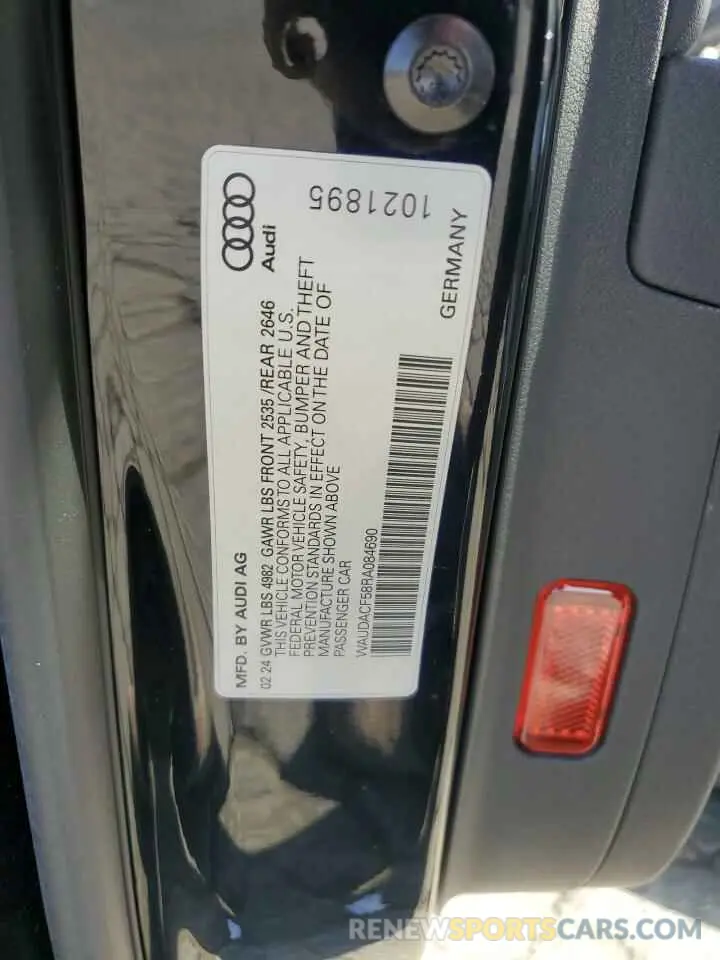 MFD. BY AUDI AG
Audi
02 24 GVWR LBS 4982 GAWR LBS FRONT 2535 /REAR 2646
THIS VEHICLE CONFORMS TO ALL APPLICABLE U.S.
FEDERAL MOTOR VEHICLE SAFETY, BUMPER AND THEFT
PREVENTION STANDARDS IN EFFECT ON THE DATE OF
MANUFACTURE SHOWN ABOVE
PASSENGER CAR
1021895
WAUDACF58RA084690
GERMANY
RENEWSPORTSCARS.COM